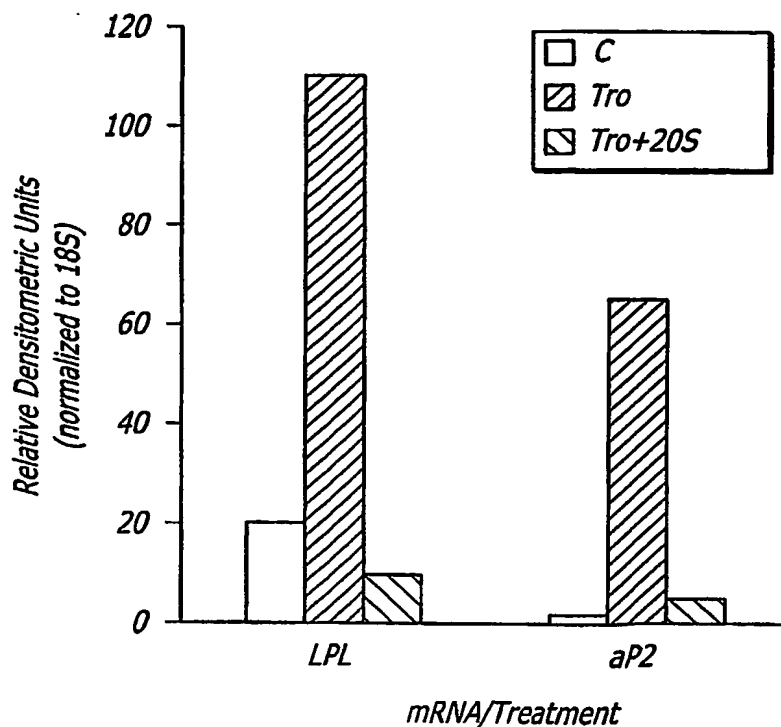 Relative Densitometric Units
(normalized to 18S)
120
100
80
60
40
20
0
C
Tro
Tro+20S
LPL
aP2
mRNA/Treatment